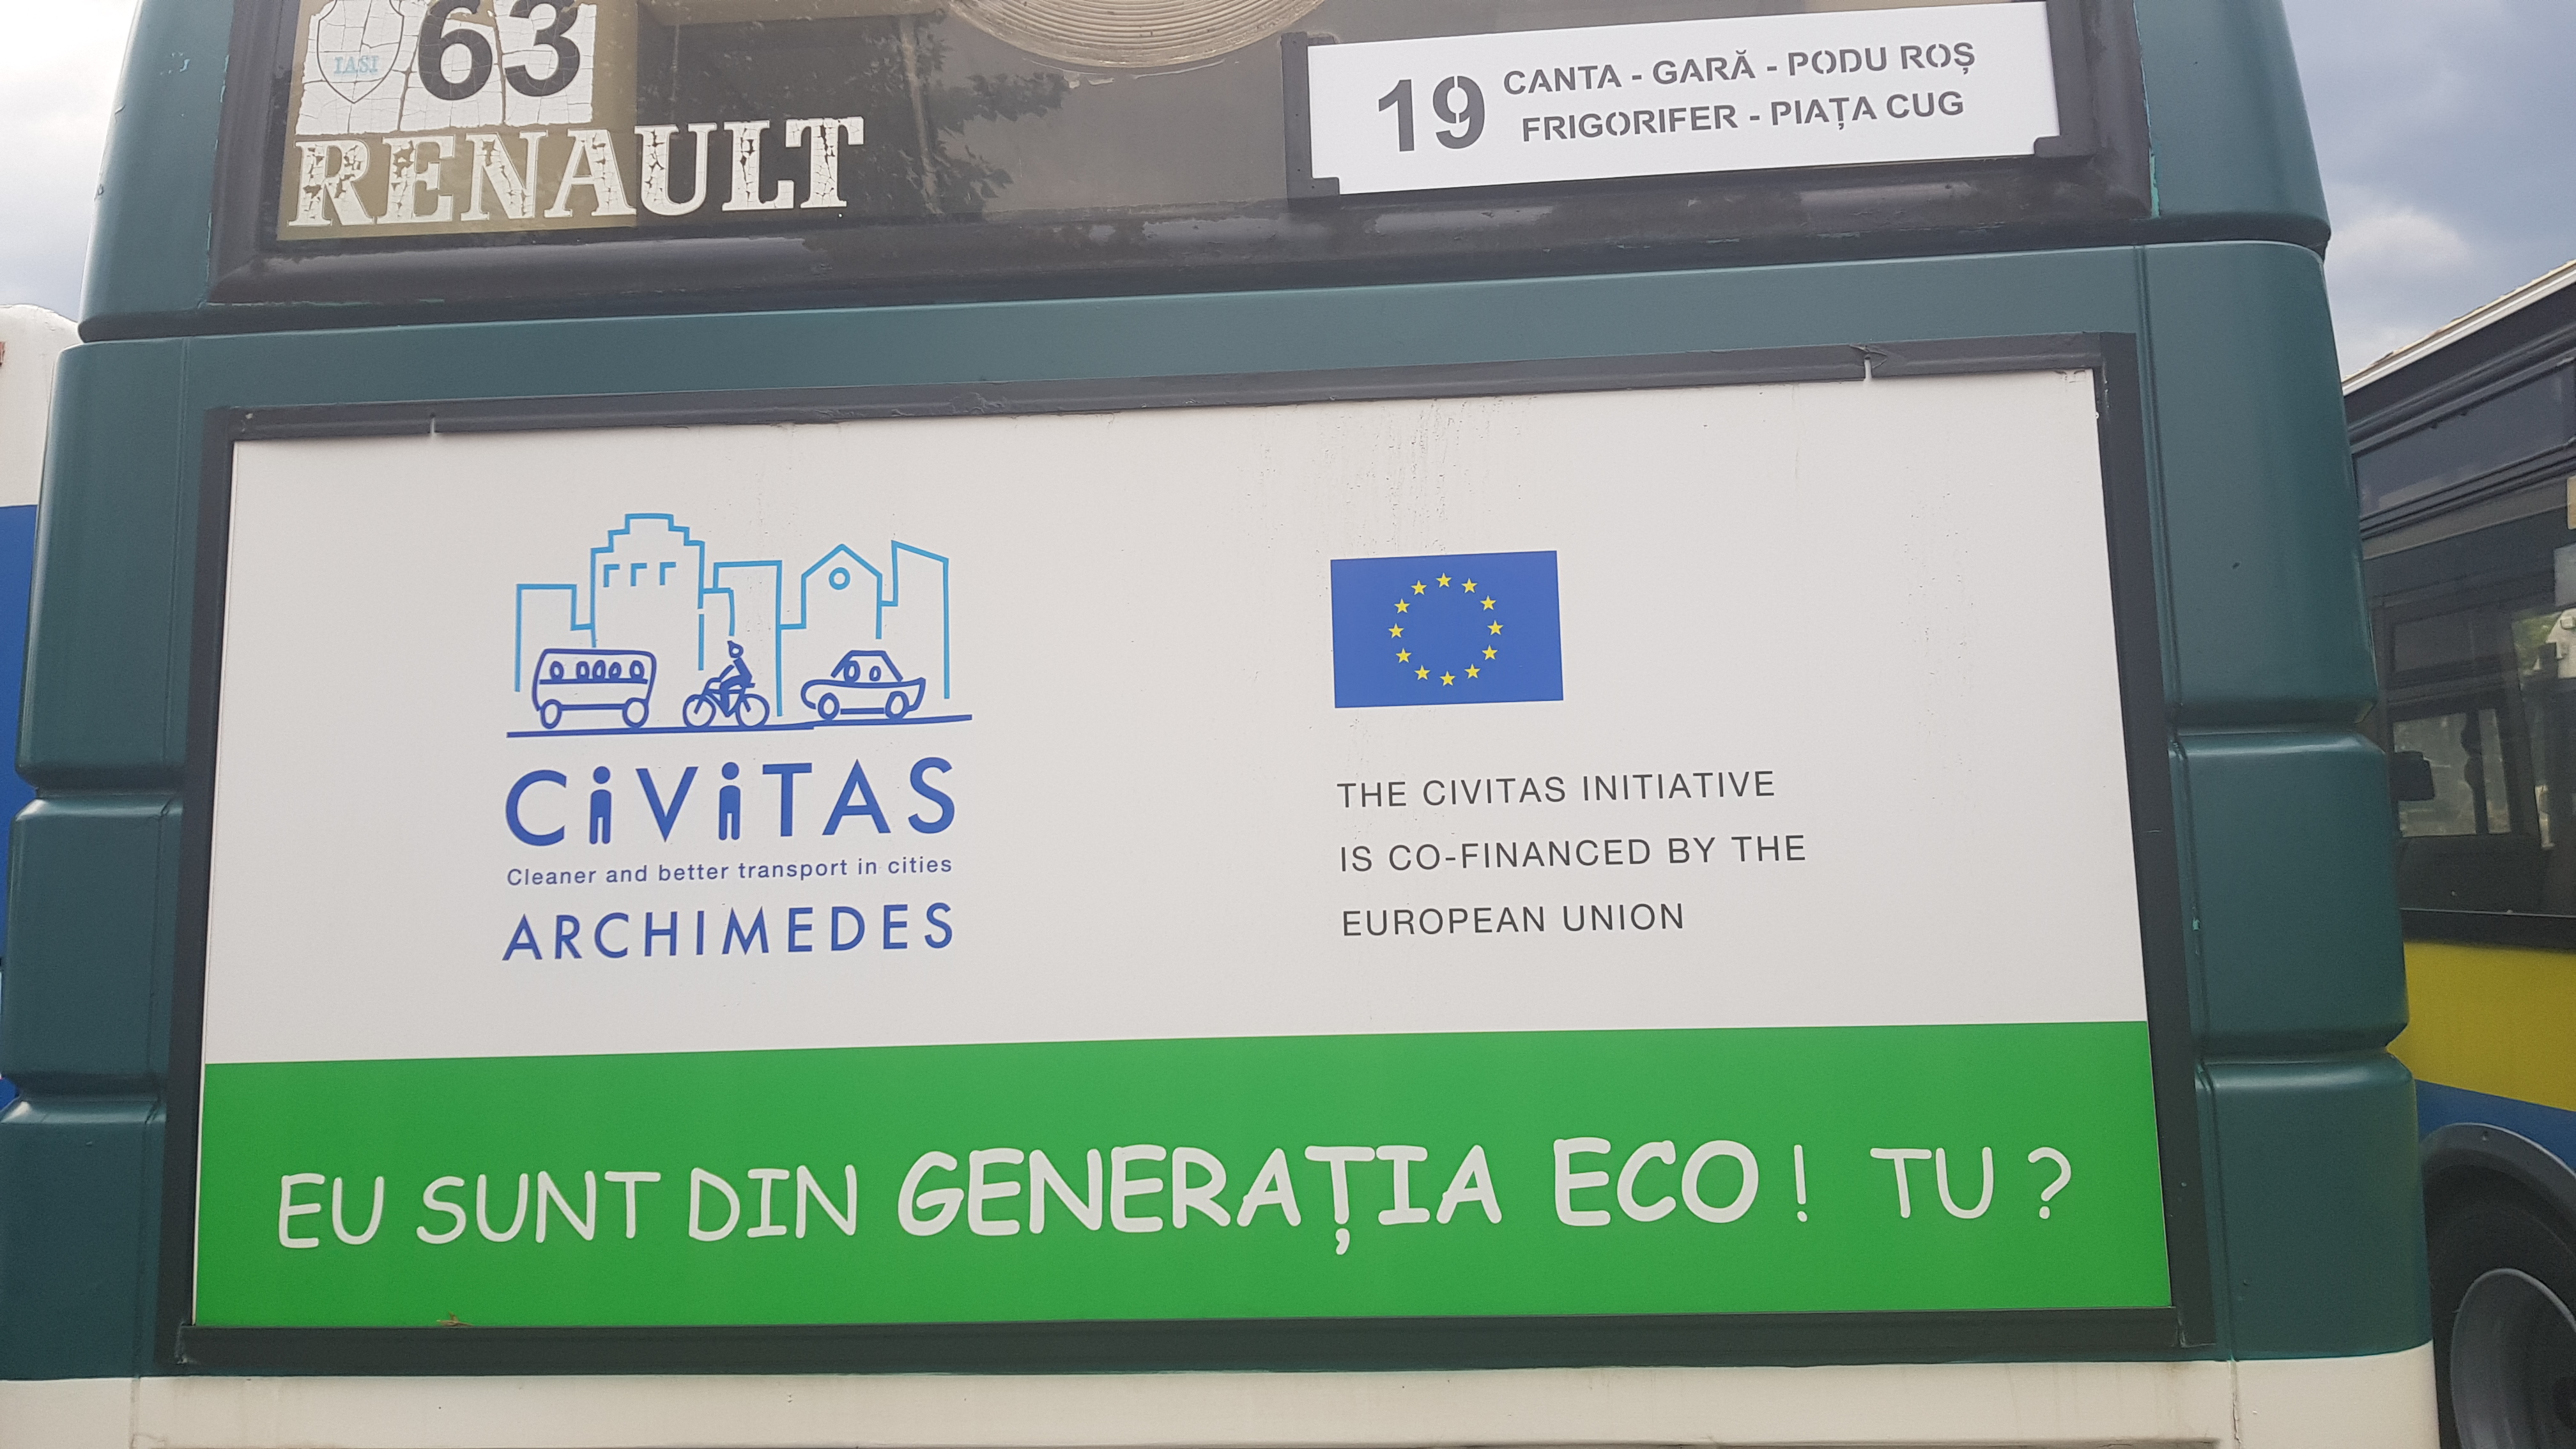 IASI
63
RENAULT
19
CANTA - GARĂ - PODU ROȘ
FRIGORIFER - PIAȚA CUG
CiViTAS
Cleaner and better transport in cities
ARCHIMEDES
THE CIVITAS INITIATIVE
IS CO-FINANCED BY THE
EUROPEAN UNION
EU SUNT DIN GENERAȚIA ECO ! TU ?